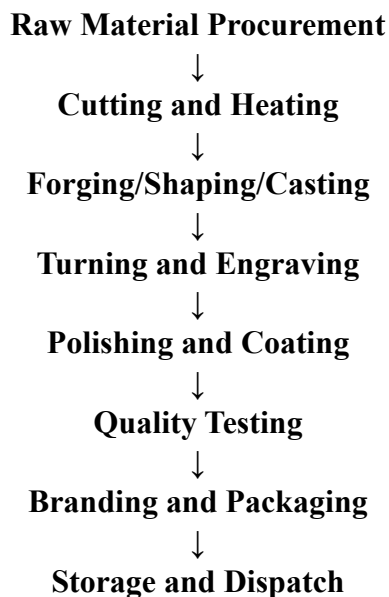 Raw Material Procurement
↓
Cutting and Heating
↓
Forging/Shaping/Casting
↓
Turning and Engraving
↓
Polishing and Coating
↓
Quality Testing
↓
Branding and Packaging
↓
Storage and Dispatch